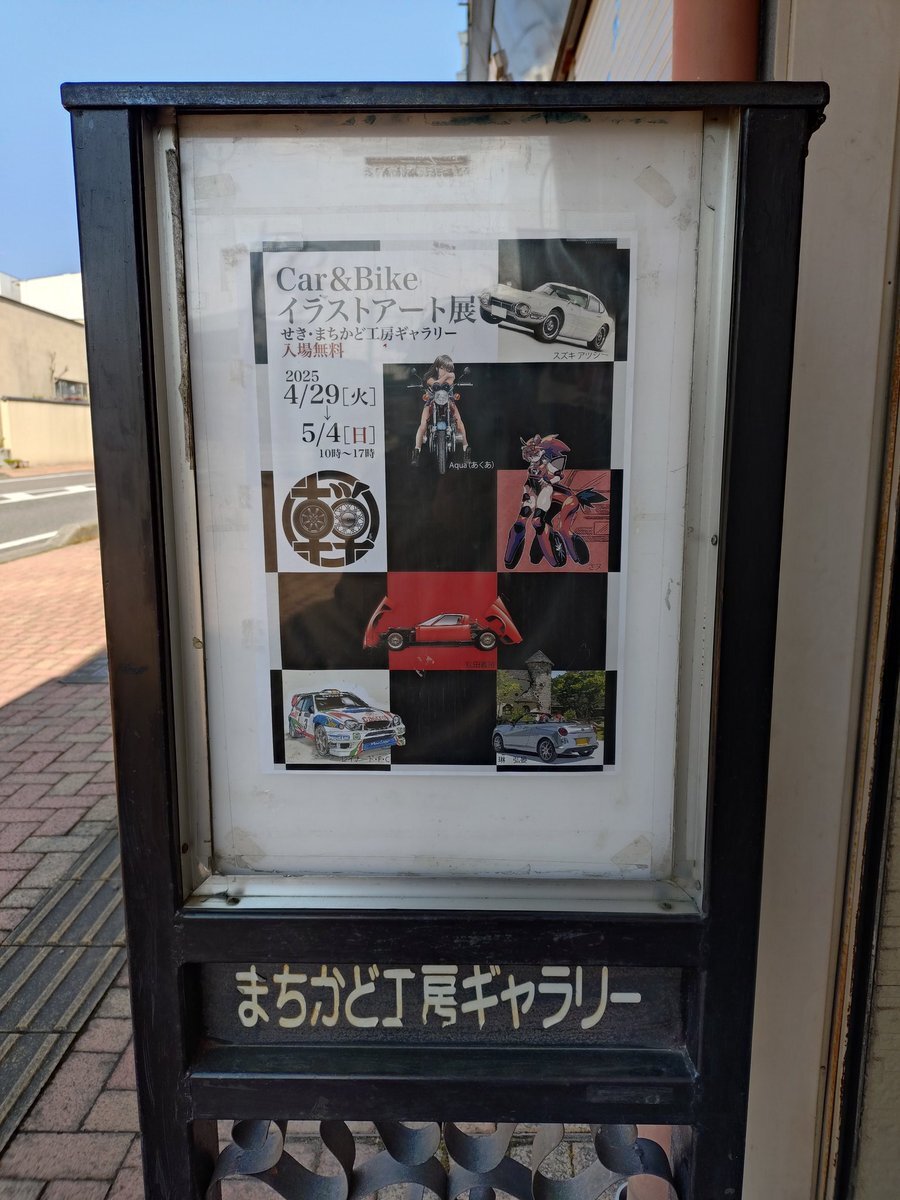 Car&Bike
イラストアート展
せき・まちかど工房ギャラリー
入場無料
2025
4/29[火]
↓
5/4[日]
10時～17時
スズキ アツシー
Aqua(あくあ)
まちかど工房ギャラリー